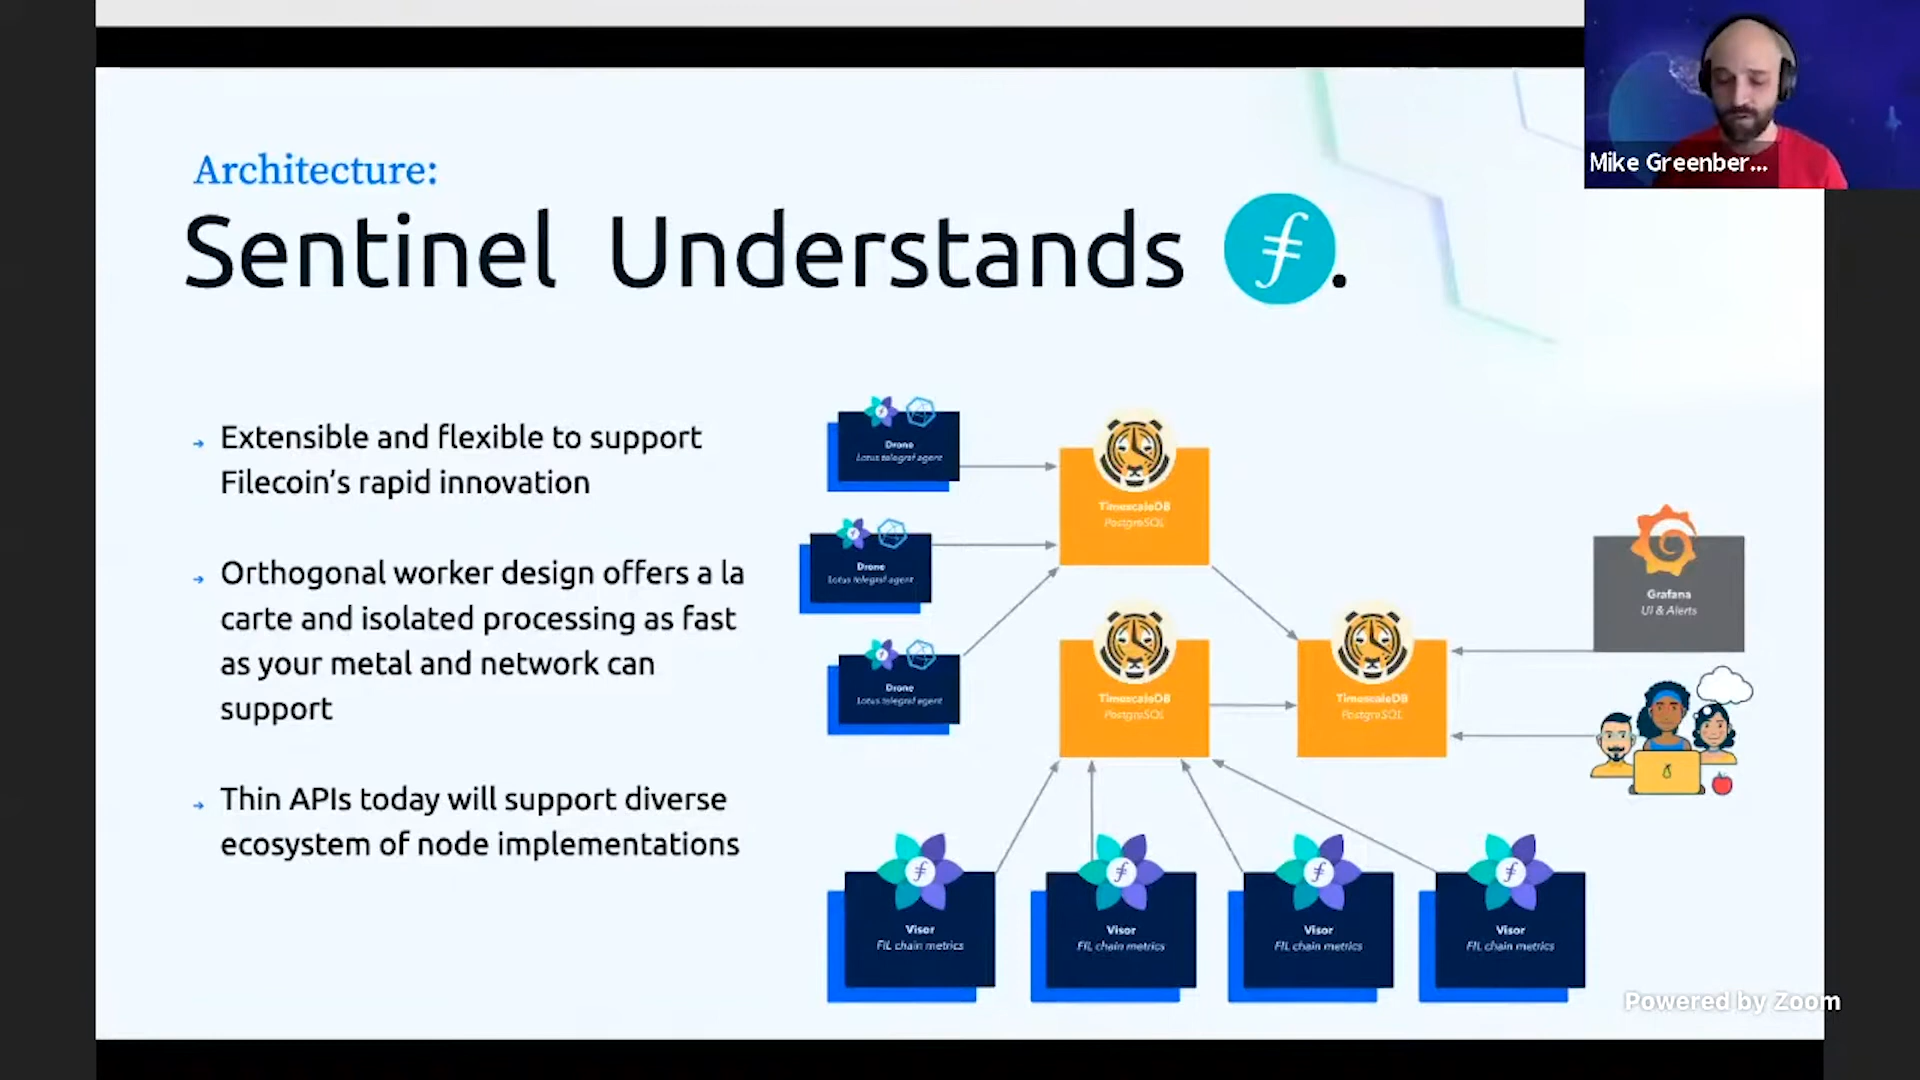 Mike Greenber...
Architecture:
Sentinel Understands
Extensible and flexible to support
Filecoin's rapid innovation
Orthogonal worker design offers a la
carte and isolated processing as fast
as your metal and network can
support
Thin APIs today will support diverse
ecosystem of node implementations
Drone
Lotus telegraf agent
Drone
Lotus telegraf agent
Drone
Lotus telegraf agent
TimescaleDB
PostgreSQL
TimescaleDB
PostgreSQL
TimescaleDB
PostgreSQL
Grafana
UI & Alerts
Visor
FIL chain metrics
Visor
FIL chain metrics
Visor
FIL chain metrics
Visor
FIL chain metrics
Powered by Zoom